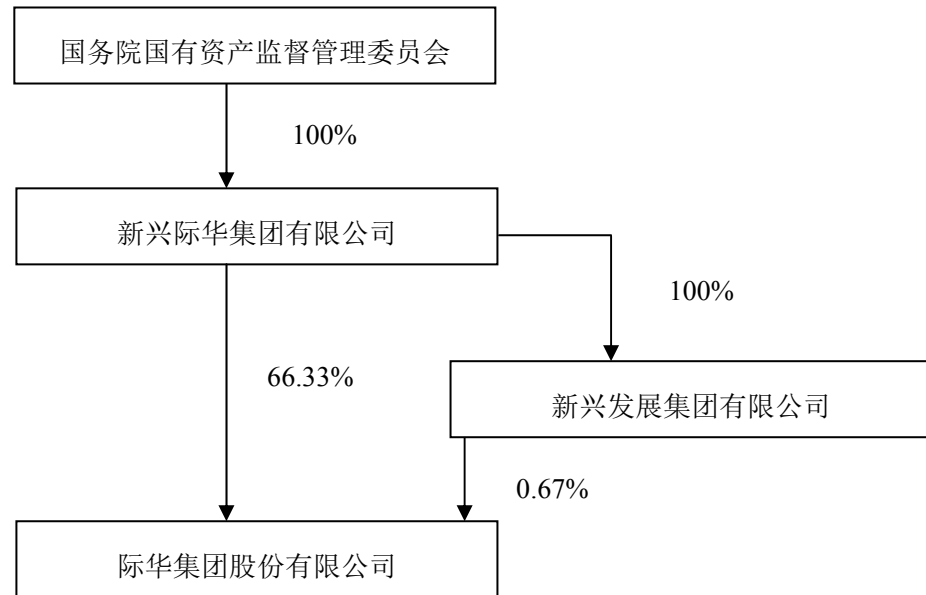 国务院国有资产监督管理委员会
100%
新兴际华集团有限公司
100%
66.33%
新兴发展集团有限公司
0.67%
际华集团股份有限公司